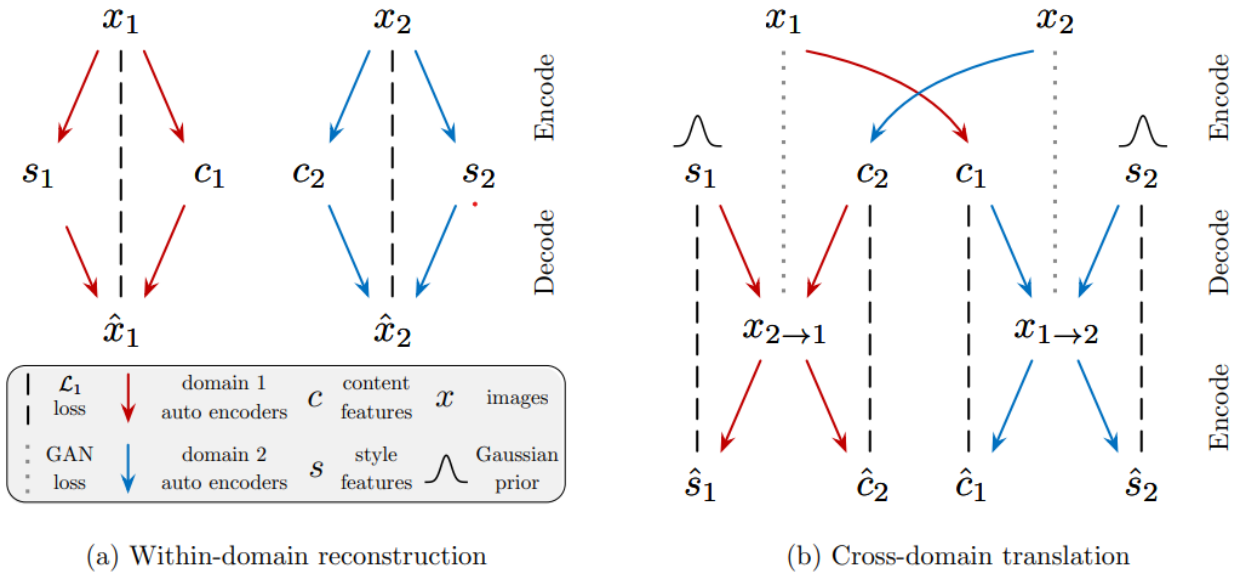 x₁ x₂
Encode
s₁ c₁ c₂ s₂
Decode
x̂₁ x̂₂
ℒ₁ loss
domain 1 auto encoders
c content features
x images
GAN loss
domain 2 auto encoders
s style features
Gaussian prior
(a) Within-domain reconstruction
x₁ x₂
Encode
s₁ c₂ c₁ s₂
Decode
x₂→₁ x₁→₂
Encode
ŝ₁ ĉ₂ ĉ₁ ŝ₂
(b) Cross-domain translation